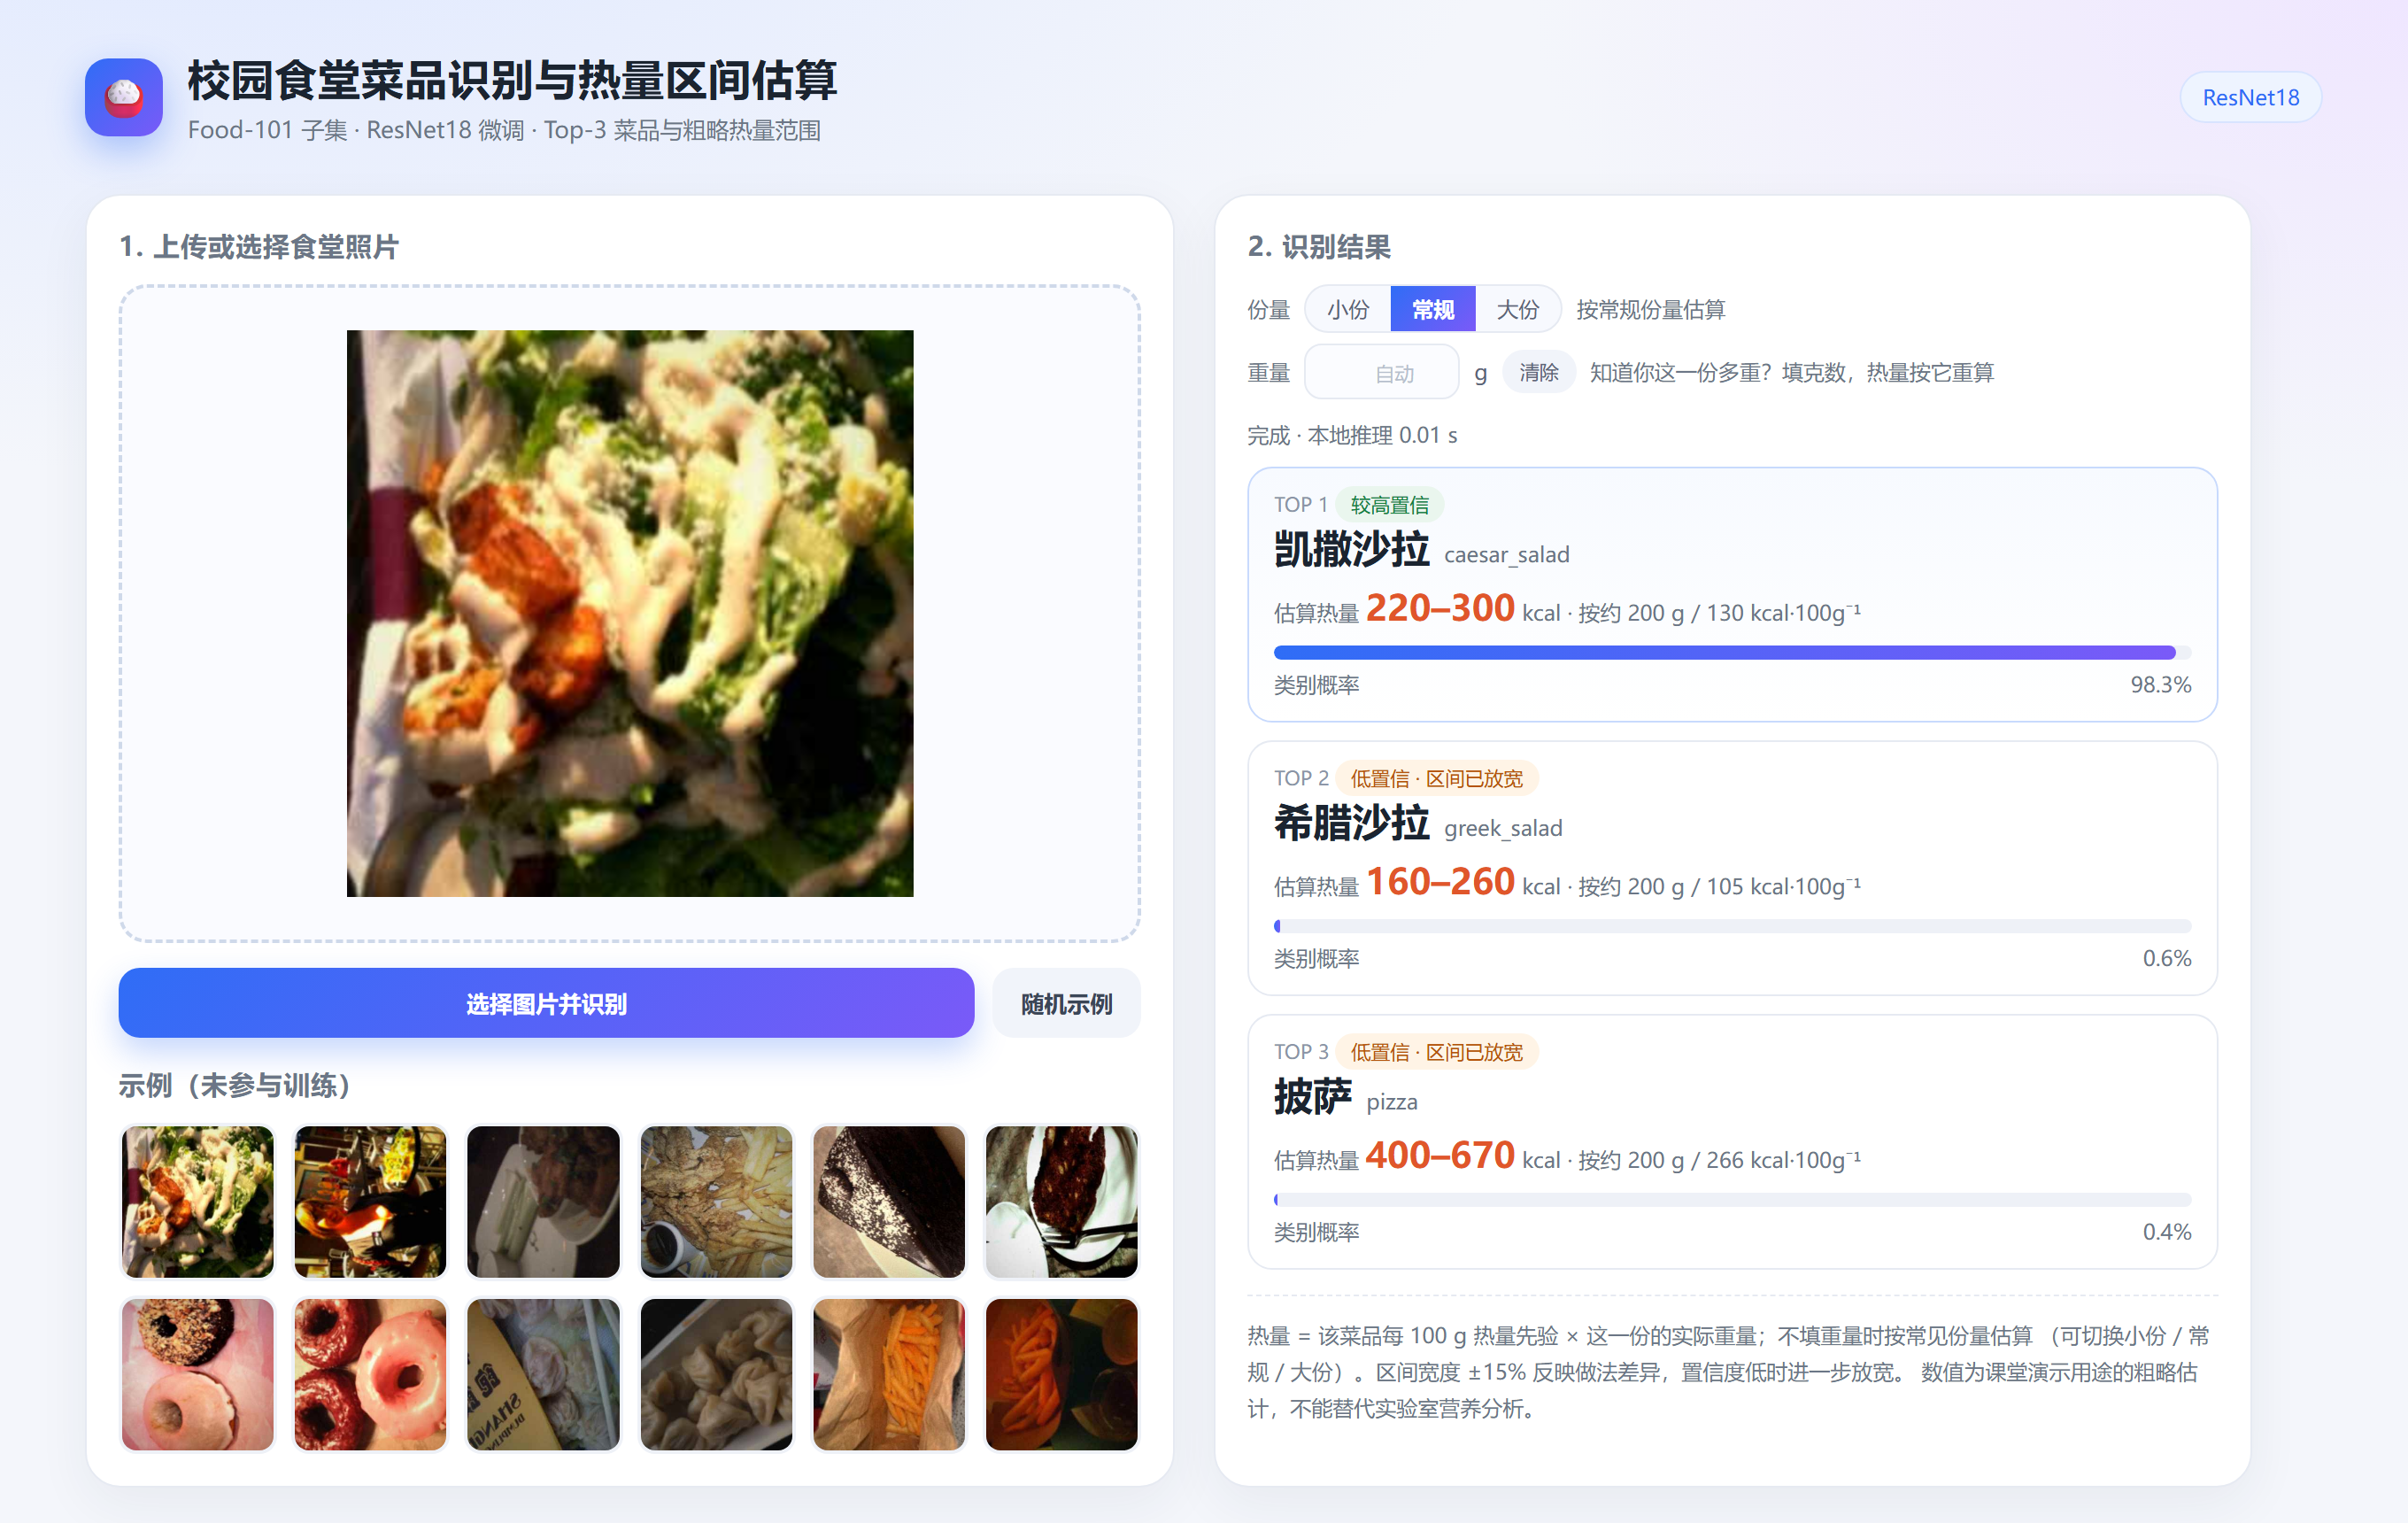 校园食堂菜品识别与热量区间估算
Food-101 子集 · ResNet18 微调 · Top-3 菜品与粗略热量范围
ResNet18
1. 上传或选择食堂照片
选择图片并识别
随机示例
示例（未参与训练）
2. 识别结果
份量 小份 常规 大份 按常规份量估算
重量 自动 g 清除 知道你这一份多重？填克数，热量按它重算
完成 · 本地推理 0.01 s
TOP 1 较高置信
凯撒沙拉 caesar_salad
估算热量 220–300 kcal · 按约 200 g / 130 kcal·100g⁻¹
类别概率 98.3%
TOP 2 低置信 · 区间已放宽
希腊沙拉 greek_salad
估算热量 160–260 kcal · 按约 200 g / 105 kcal·100g⁻¹
类别概率 0.6%
TOP 3 低置信 · 区间已放宽
披萨 pizza
估算热量 400–670 kcal · 按约 200 g / 266 kcal·100g⁻¹
类别概率 0.4%
热量 = 该菜品每 100 g 热量先验 × 这一份的实际重量；不填重量时按常见份量估算 （可切换小份 / 常
规 / 大份）。区间宽度 ±15% 反映做法差异，置信度低时进一步放宽。 数值为课堂演示用途的粗略估
计，不能替代实验室营养分析。